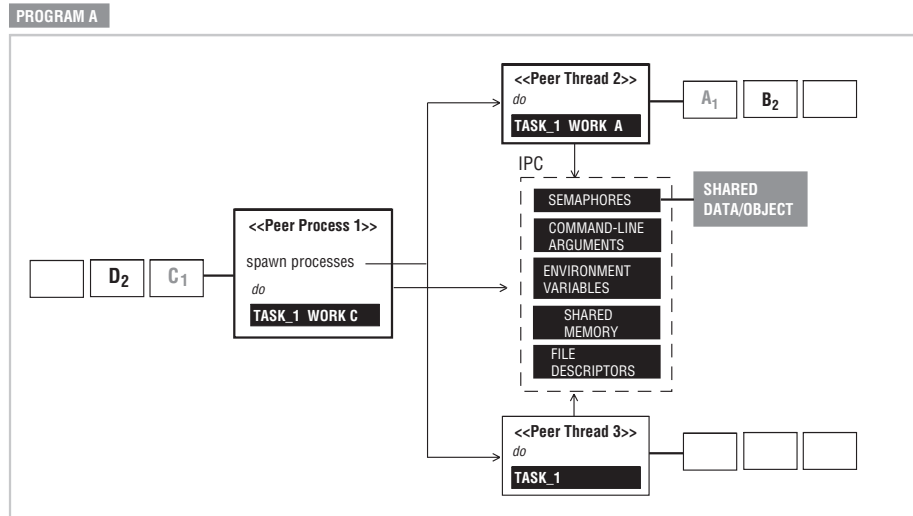 PROGRAM A
<<Peer Thread 2>>
do
TASK_1 WORK A
A1
B2
IPC
SEMAPHORES
COMMAND-LINE
ARGUMENTS
ENVIRONMENT
VARIABLES
SHARED
MEMORY
FILE
DESCRIPTORS
SHARED
DATA/OBJECT
<<Peer Process 1>>
spawn processes
do
TASK_1 WORK C
D2
C1
<<Peer Thread 3>>
do
TASK_1